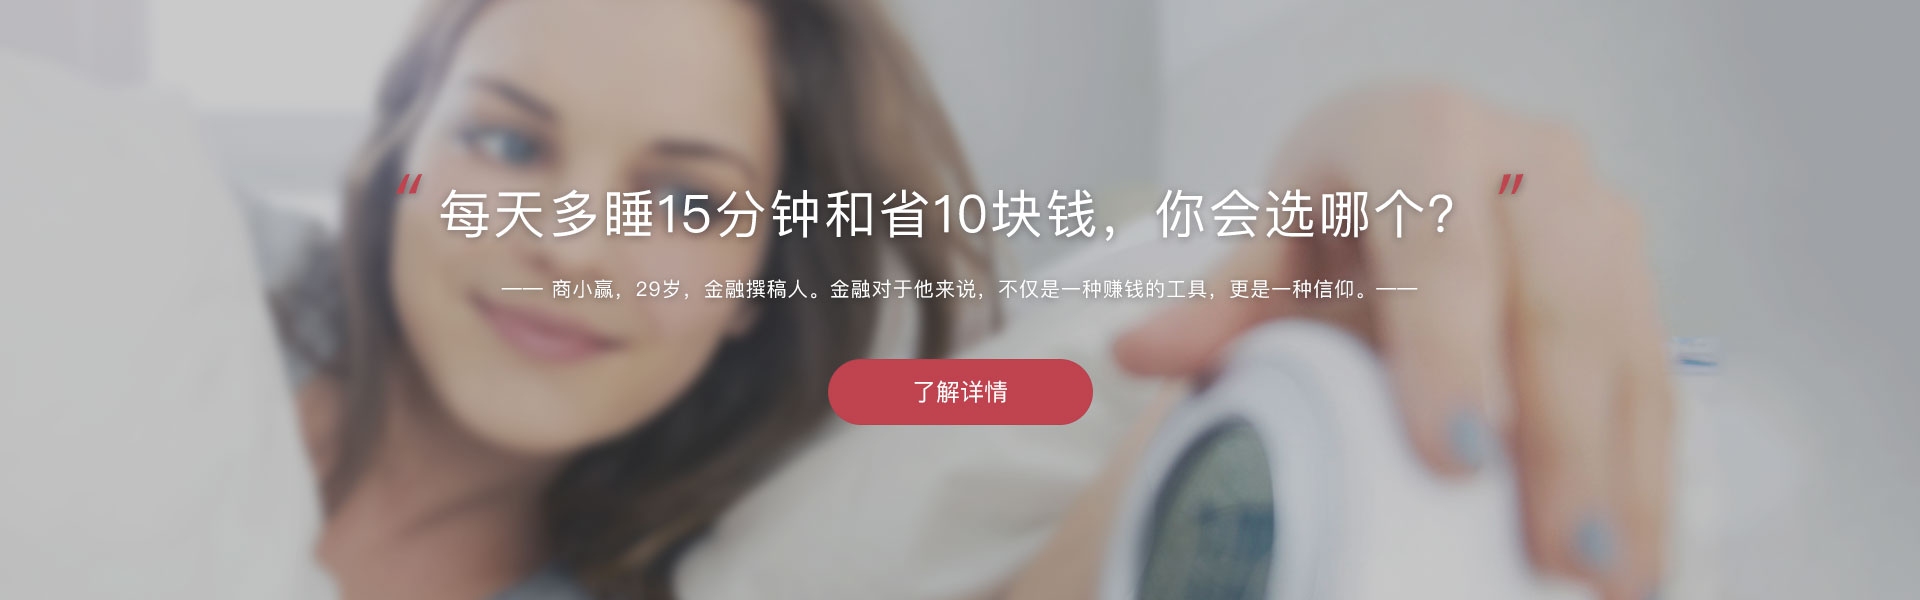 “每天多睡15分钟和省10块钱，你会选哪个？”
—— 商小赢，29岁，金融撰稿人。金融对于他来说，不仅是一种赚钱的工具，更是一种信仰。——
了解详情